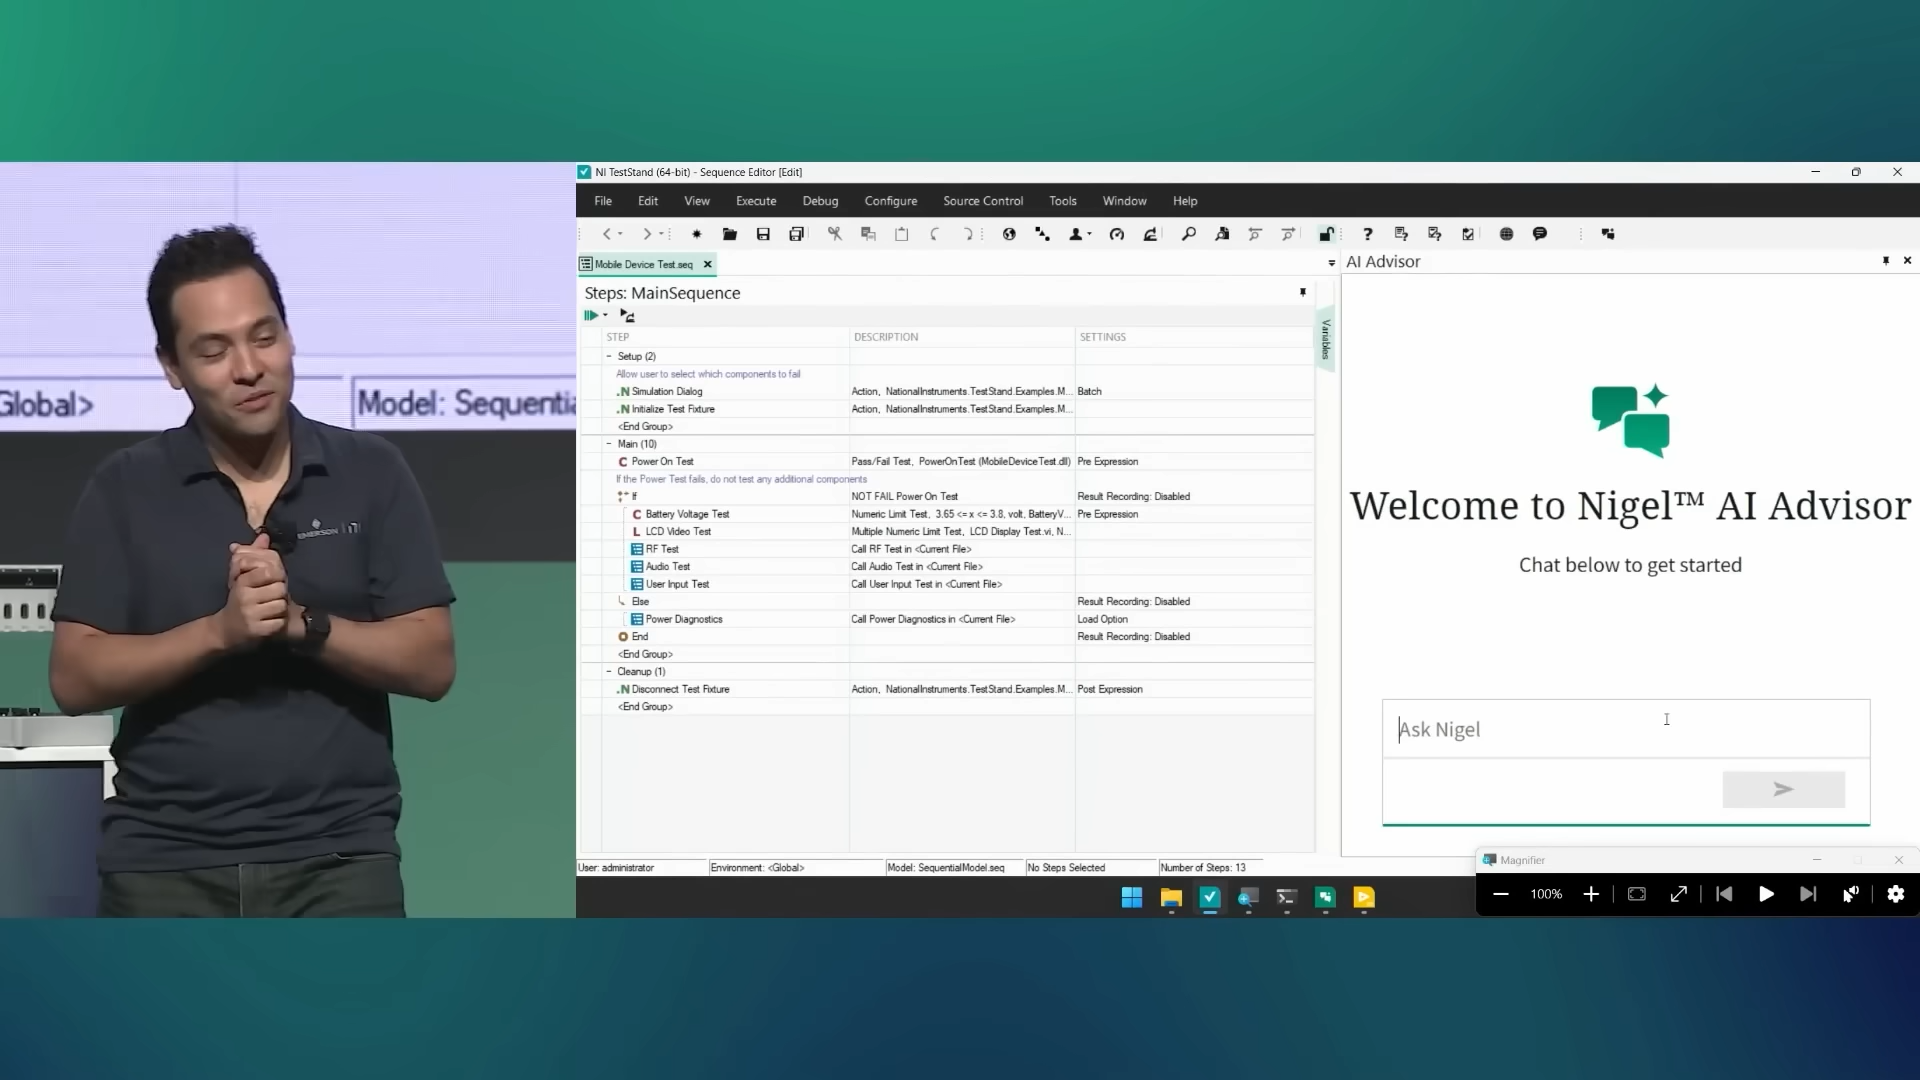 Global>
Model: Sequentia
EMERSON
NI TestStand (64-bit) - Sequence Editor [Edit]
File Edit View Execute Debug Configure Source Control Tools Window Help
Mobile Device Test.seq
AI Advisor
Steps: MainSequence
Variables
STEP DESCRIPTION SETTINGS
- Setup (2)
Allow user to select which components to fail
.N Simulation Dialog Action, NationalInstruments.TestStand.Examples.M... Batch
.N Initialize Test Fixture Action, NationalInstruments.TestStand.Examples.M...
<End Group>
- Main (10)
C Power On Test Pass/Fail Test, PowerOnTest (MobileDeviceTest.dll) Pre Expression
If the Power Test fails, do not test any additional components
If NOT FAIL Power On Test Result Recording: Disabled
C Battery Voltage Test Numeric Limit Test, 3.65 <= x <= 3.8, volt, BatteryV... Pre Expression
L LCD Video Test Multiple Numeric Limit Test, LCD Display Test.vi, N...
RF Test Call RF Test in <Current File>
Audio Test Call Audio Test in <Current File>
User Input Test Call User Input Test in <Current File>
Else Result Recording: Disabled
Power Diagnostics Call Power Diagnostics in <Current File> Load Option
End Result Recording: Disabled
<End Group>
- Cleanup (1)
.N Disconnect Test Fixture Action, NationalInstruments.TestStand.Examples.M... Post Expression
<End Group>
Welcome to Nigel™ AI Advisor
Chat below to get started
Ask Nigel
User: administrator Environment: <Global> Model: SequentialModel.seq No Steps Selected Number of Steps: 13
Magnifier
100%